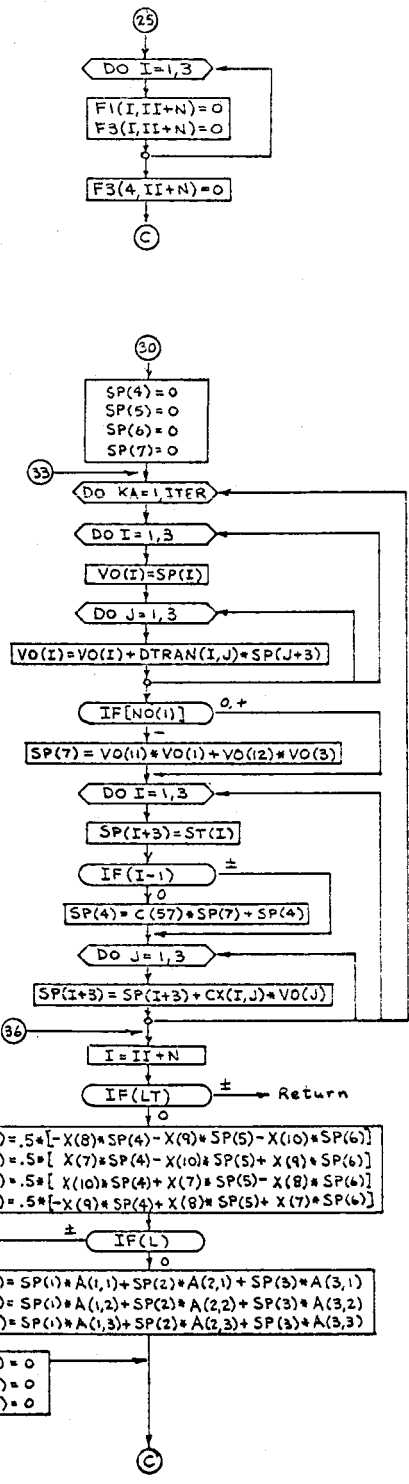 25
DO I=1,3
F1(I,II+N)=0
F3(I,II+N)=0
F3(4,II+N)=0
C
30
SP(4)=0
SP(5)=0
SP(6)=0
SP(7)=0
33
DO KA=1,ITER
DO I=1,3
VO(I)=SP(I)
DO J=1,3
VO(I)=VO(I)+DTRAN(I,J)*SP(J+3)
IF[NO(1)] 0,+
-
SP(7)=VO(11)*VO(1)+VO(12)*VO(3)
DO I=1,3
SP(I+3)=ST(I)
IF(I-1) ±
0
SP(4)=C(57)*SP(7)+SP(4)
DO J=1,3
SP(I+3)=SP(I+3)+CX(I,J)*VO(J)
36
I=II+N
IF(LT) ± Return
0
)=.5*[-X(8)*SP(4)-X(9)*SP(5)-X(10)*SP(6)]
)=.5*[ X(7)*SP(4)-X(10)*SP(5)+X(9)*SP(6)]
)=.5*[ X(10)*SP(4)+X(7)*SP(5)-X(8)*SP(6)]
)=.5*[-X(9)*SP(4)+X(8)*SP(5)+X(7)*SP(6)]
± IF(L)
0
)=SP(1)*A(1,1)+SP(2)*A(2,1)+SP(3)*A(3,1)
)=SP(1)*A(1,2)+SP(2)*A(2,2)+SP(3)*A(3,2)
)=SP(1)*A(1,3)+SP(2)*A(2,3)+SP(3)*A(3,3)
)=0
)=0
)=0
C